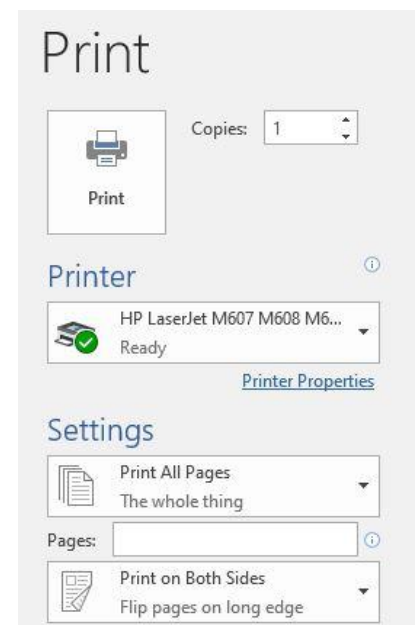 Print
Copies: 1
Print
Printer
HP LaserJet M607 M608 M6...
Ready
Printer Properties
Settings
Print All Pages
The whole thing
Pages:
Print on Both Sides
Flip pages on long edge